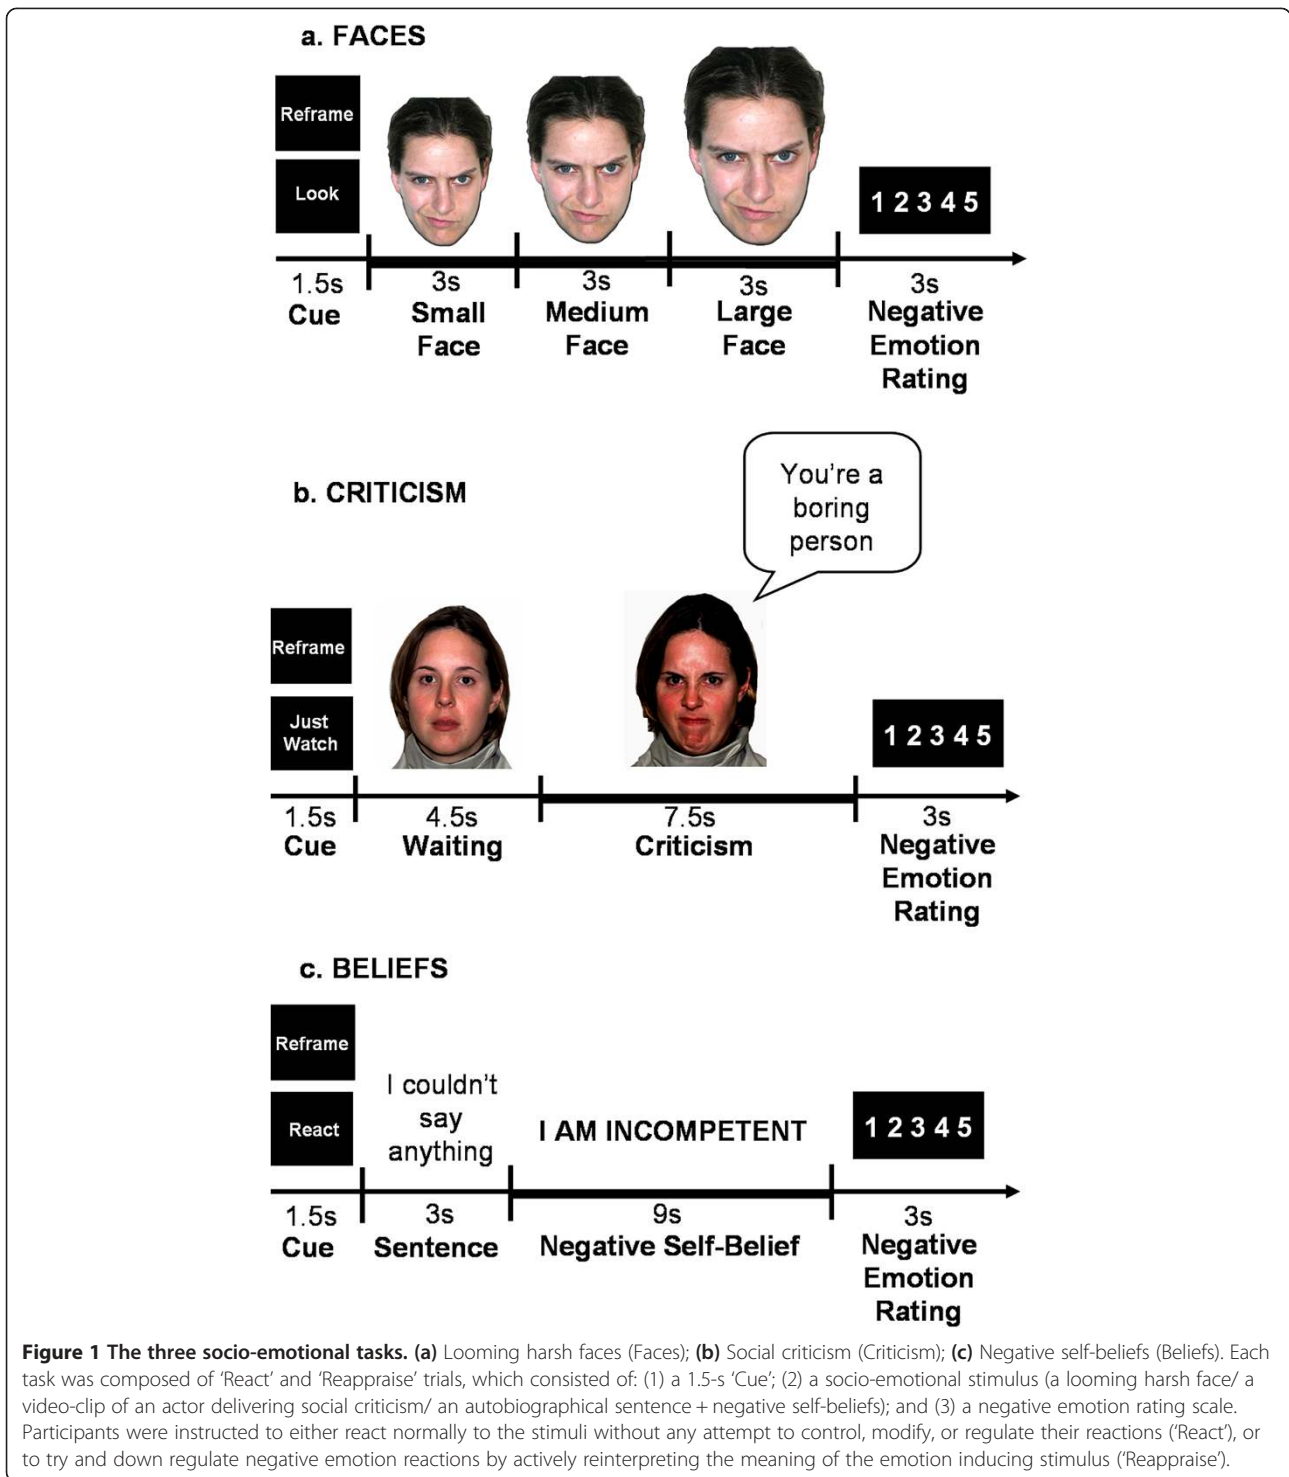 a. FACES
Reframe
Look
1 2 3 4 5
1.5s 3s 3s 3s 3s
Cue Small Medium Large Negative
Face Face Face Emotion
Rating
You're a
boring
person
b. CRITICISM
Reframe
Just
Watch
1 2 3 4 5
1.5s 4.5s 7.5s 3s
Cue Waiting Criticism Negative
Emotion
Rating
c. BELIEFS
Reframe
React
I couldn't
say
anything
I AM INCOMPETENT
1 2 3 4 5
1.5s 3s 9s 3s
Cue Sentence Negative Self-Belief Negative
Emotion
Rating
Figure 1 The three socio-emotional tasks. (a) Looming harsh faces (Faces); (b) Social criticism (Criticism); (c) Negative self-beliefs (Beliefs). Each
task was composed of ‘React’ and ‘Reappraise’ trials, which consisted of: (1) a 1.5-s ‘Cue’; (2) a socio-emotional stimulus (a looming harsh face/ a
video-clip of an actor delivering social criticism/ an autobiographical sentence + negative self-beliefs); and (3) a negative emotion rating scale.
Participants were instructed to either react normally to the stimuli without any attempt to control, modify, or regulate their reactions (‘React’), or
to try and down regulate negative emotion reactions by actively reinterpreting the meaning of the emotion inducing stimulus (‘Reappraise’).